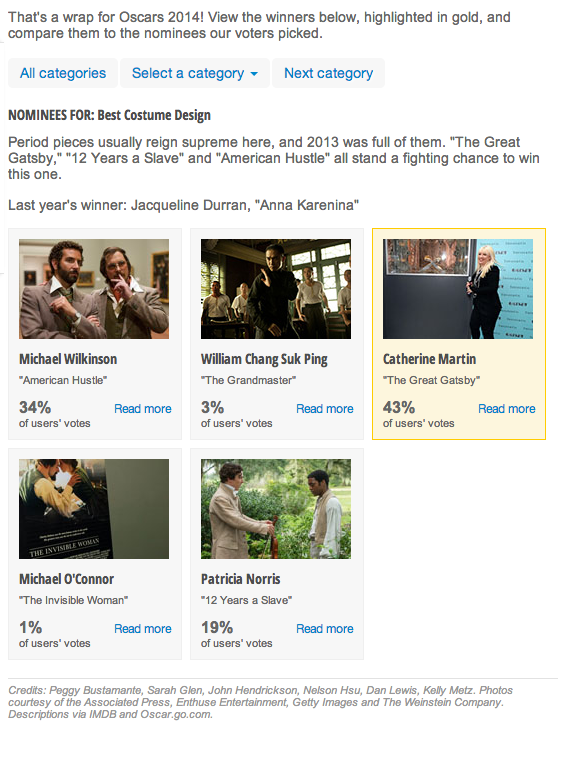 That's a wrap for Oscars 2014! View the winners below, highlighted in gold, and
compare them to the nominees our voters picked.
All categories
Select a category
Next category
NOMINEES FOR: Best Costume Design
Period pieces usually reign supreme here, and 2013 was full of them. "The Great
Gatsby," "12 Years a Slave" and "American Hustle" all stand a fighting chance to win
this one.
Last year's winner: Jacqueline Durran, "Anna Karenina"
Michael Wilkinson
"American Hustle"
34%
Read more
of users' votes
William Chang Suk Ping
"The Grandmaster"
3%
Read more
of users' votes
Catherine Martin
"The Great Gatsby"
43%
Read more
of users' votes
THE INVISIBLE WOMAN
Michael O'Connor
"The Invisible Woman"
1%
Read more
of users' votes
Patricia Norris
"12 Years a Slave"
19%
Read more
of users' votes
Credits: Peggy Bustamante, Sarah Glen, John Hendrickson, Nelson Hsu, Dan Lewis, Kelly Metz. Photos
courtesy of the Associated Press, Enthuse Entertainment, Getty Images and The Weinstein Company.
Descriptions via IMDB and Oscar.go.com.